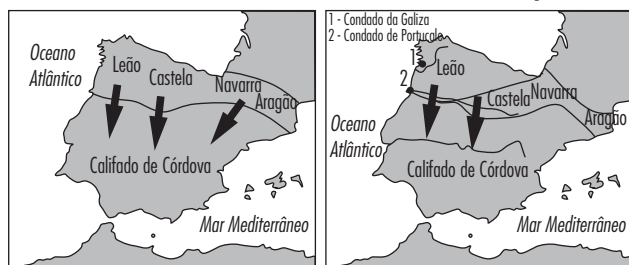 Oceano
Atlântico
Leão
Castela
Navarra
Aragão
Califado de Córdova
Mar Mediterrâneo
1 - Condado da Galiza
2 - Condado de Portucale
1
Leão
2
Castela
Navarra
Aragão
Oceano
Atlântico
Califado de Córdova
Mar Mediterrâneo